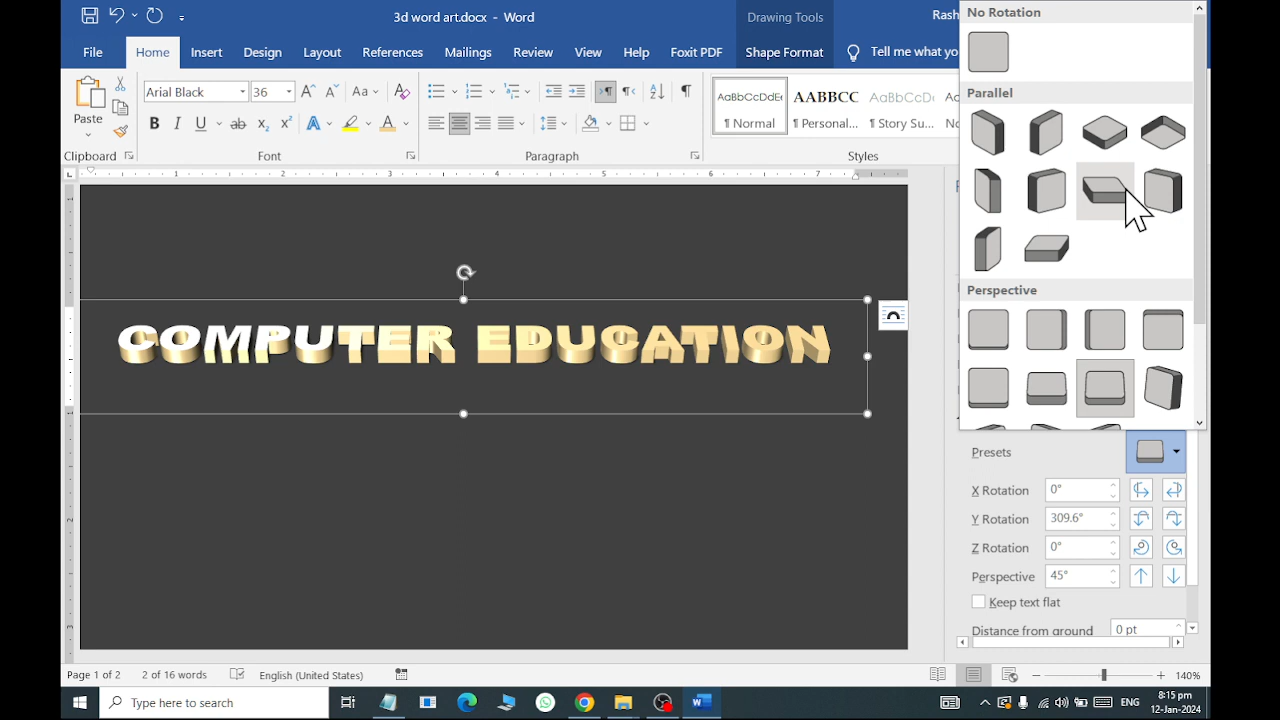 3d word art.docx - Word
Drawing Tools
Rash
File
Home
Insert
Design
Layout
References
Mailings
Review
View
Help
Foxit PDF
Shape Format
Tell me what yo
Paste
Arial Black
36
Aa
AaBbCcDdE
¶ Normal
AABBCC
¶ Personal...
AaBbCcD
¶ Story Su...
Clipboard
Font
Paragraph
Styles
COMPUTER EDUCATION
No Rotation
Parallel
Perspective
Presets
X Rotation 0°
Y Rotation 309.6°
Z Rotation 0°
Perspective 45°
Keep text flat
Distance from ground 0 pt
Page 1 of 2
2 of 16 words
English (United States)
140%
Type here to search
ENG
8:15 pm
12-Jan-2024